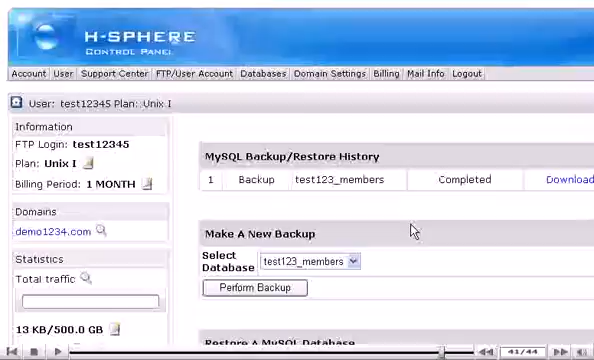 H-SPHERE
CONTROL PANEL
Account User Support Center FTP/User Account Databases Domain Settings Billing Mail Info Logout
User: test12345 Plan: Unix I
Information
FTP Login: test12345
Plan: Unix I
Billing Period: 1 MONTH
Domains
demo1234.com
Statistics
Total traffic
13 KB/500.0 GB
MySQL Backup/Restore History
1 Backup test123_members Completed Download
Make A New Backup
Select Database test123_members
Perform Backup
Restore A MySQL Database
41/44